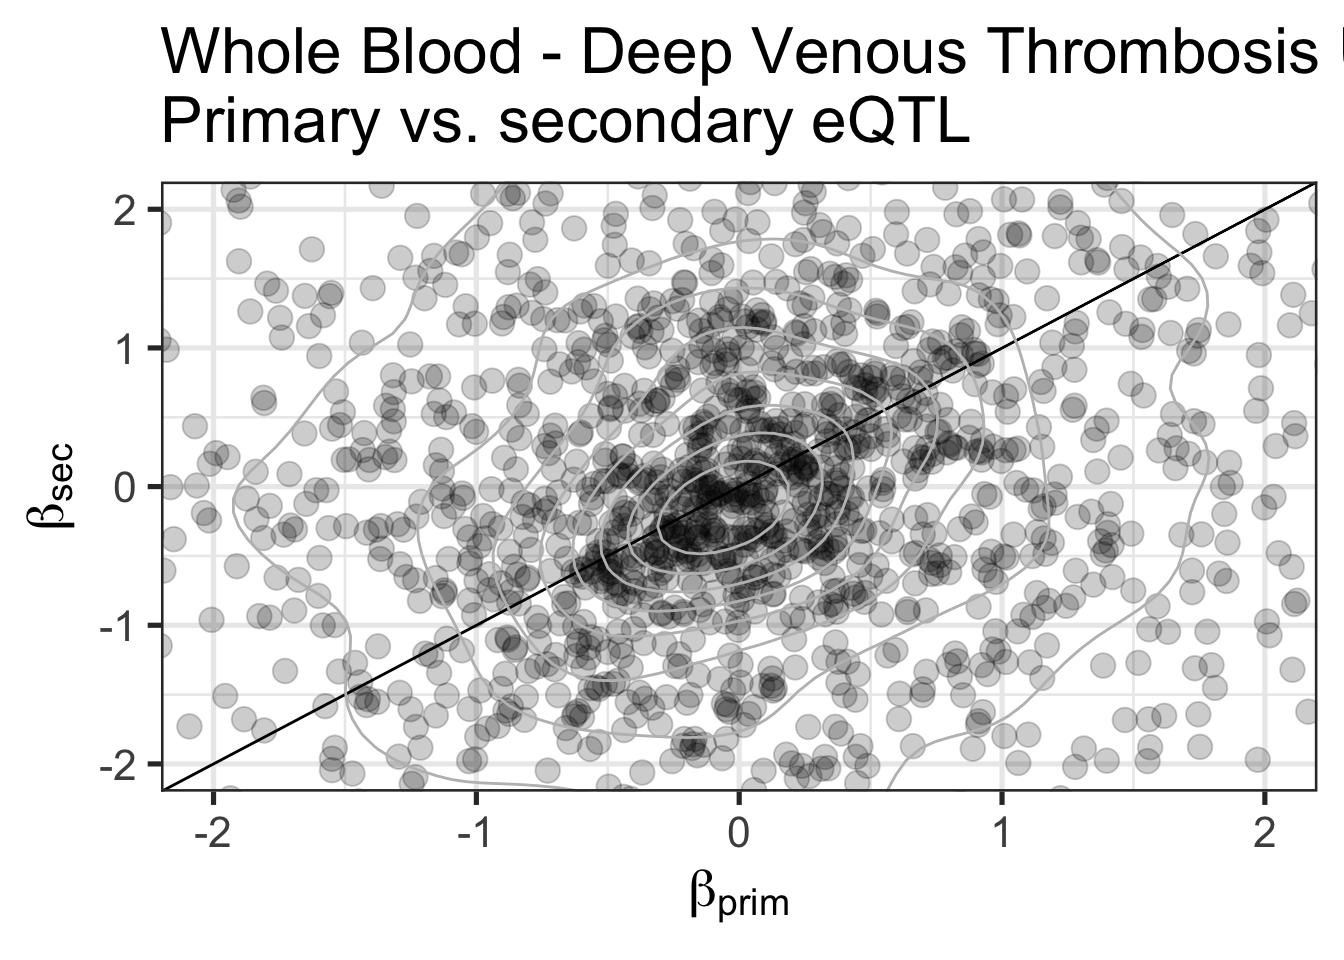 Whole Blood - Deep Venous Thrombosis
Primary vs. secondary eQTL
2
1
0
-1
-2
βsec
-2
-1
0
1
2
βprim